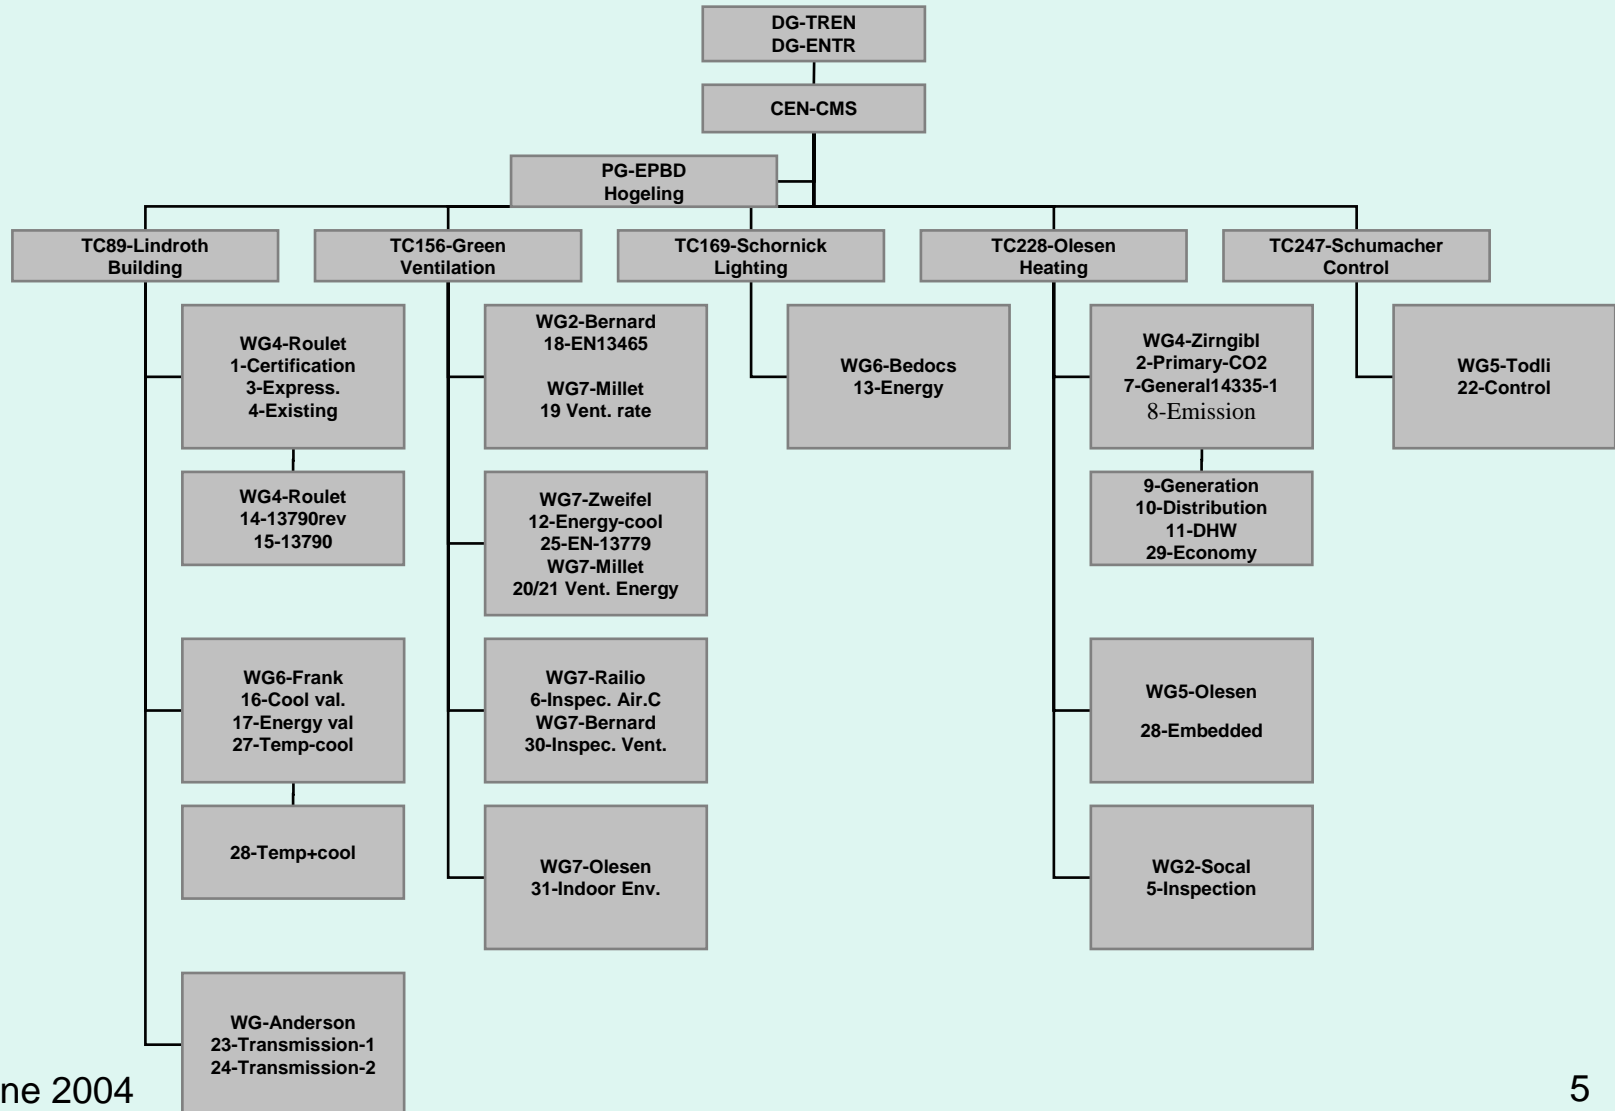 DG-TREN
DG-ENTR
CEN-CMS
PG-EPBD
Hogeling
TC89-Lindroth
Building
TC156-Green
Ventilation
TC169-Schornick
Lighting
TC228-Olesen
Heating
TC247-Schumacher
Control
WG4-Roulet
1-Certification
3-Express.
4-Existing
WG4-Roulet
14-13790rev
15-13790
WG6-Frank
16-Cool val.
17-Energy val
27-Temp-cool
28-Temp+cool
WG-Anderson
23-Transmission-1
24-Transmission-2
WG2-Bernard
18-EN13465
WG7-Millet
19 Vent. rate
WG7-Zweifel
12-Energy-cool
25-EN-13779
WG7-Millet
20/21 Vent. Energy
WG7-Railio
6-Inspec. Air.C
WG7-Bernard
30-Inspec. Vent.
WG7-Olesen
31-Indoor Env.
WG6-Bedocs
13-Energy
WG4-Zirngibl
2-Primary-CO2
7-General14335-1
8-Emission
9-Generation
10-Distribution
11-DHW
29-Economy
WG5-Olesen
28-Embedded
WG2-Socal
5-Inspection
WG5-Todli
22-Control
ne 2004
5